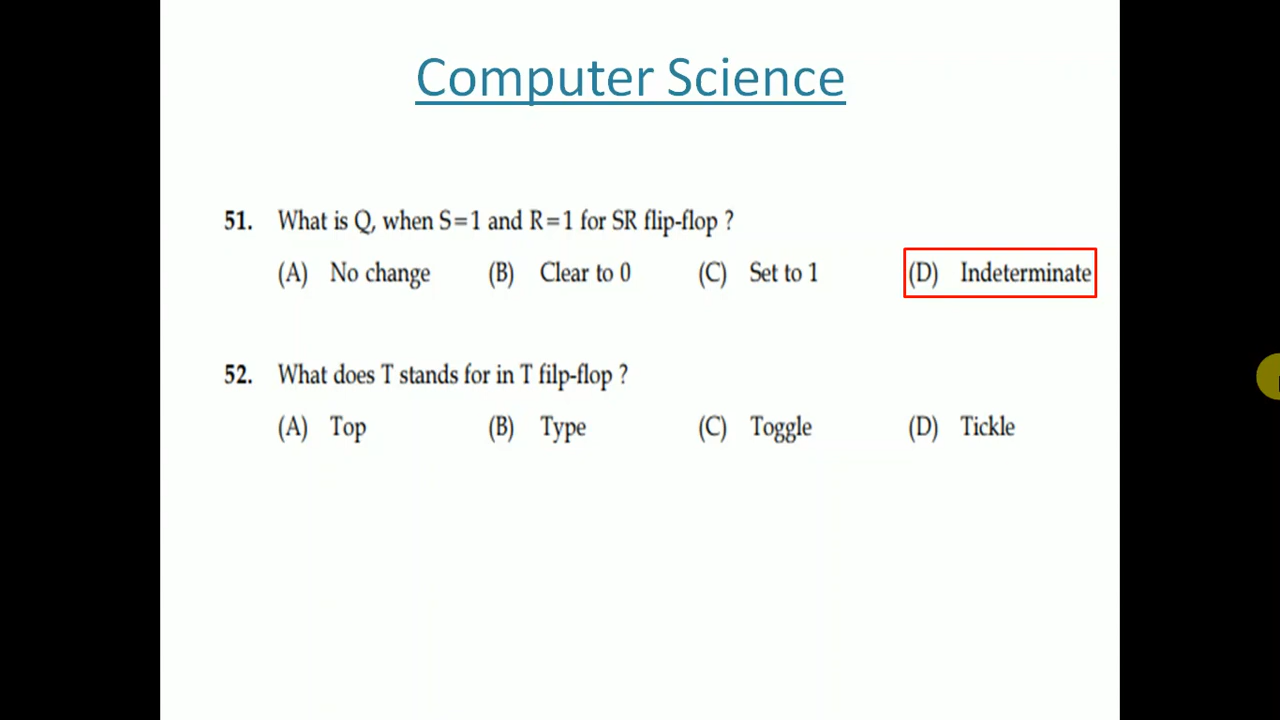 Computer Science
51. What is Q, when S=1 and R=1 for SR flip-flop ?
(A) No change (B) Clear to 0 (C) Set to 1 (D) Indeterminate
52. What does T stands for in T filp-flop ?
(A) Top (B) Type (C) Toggle (D) Tickle